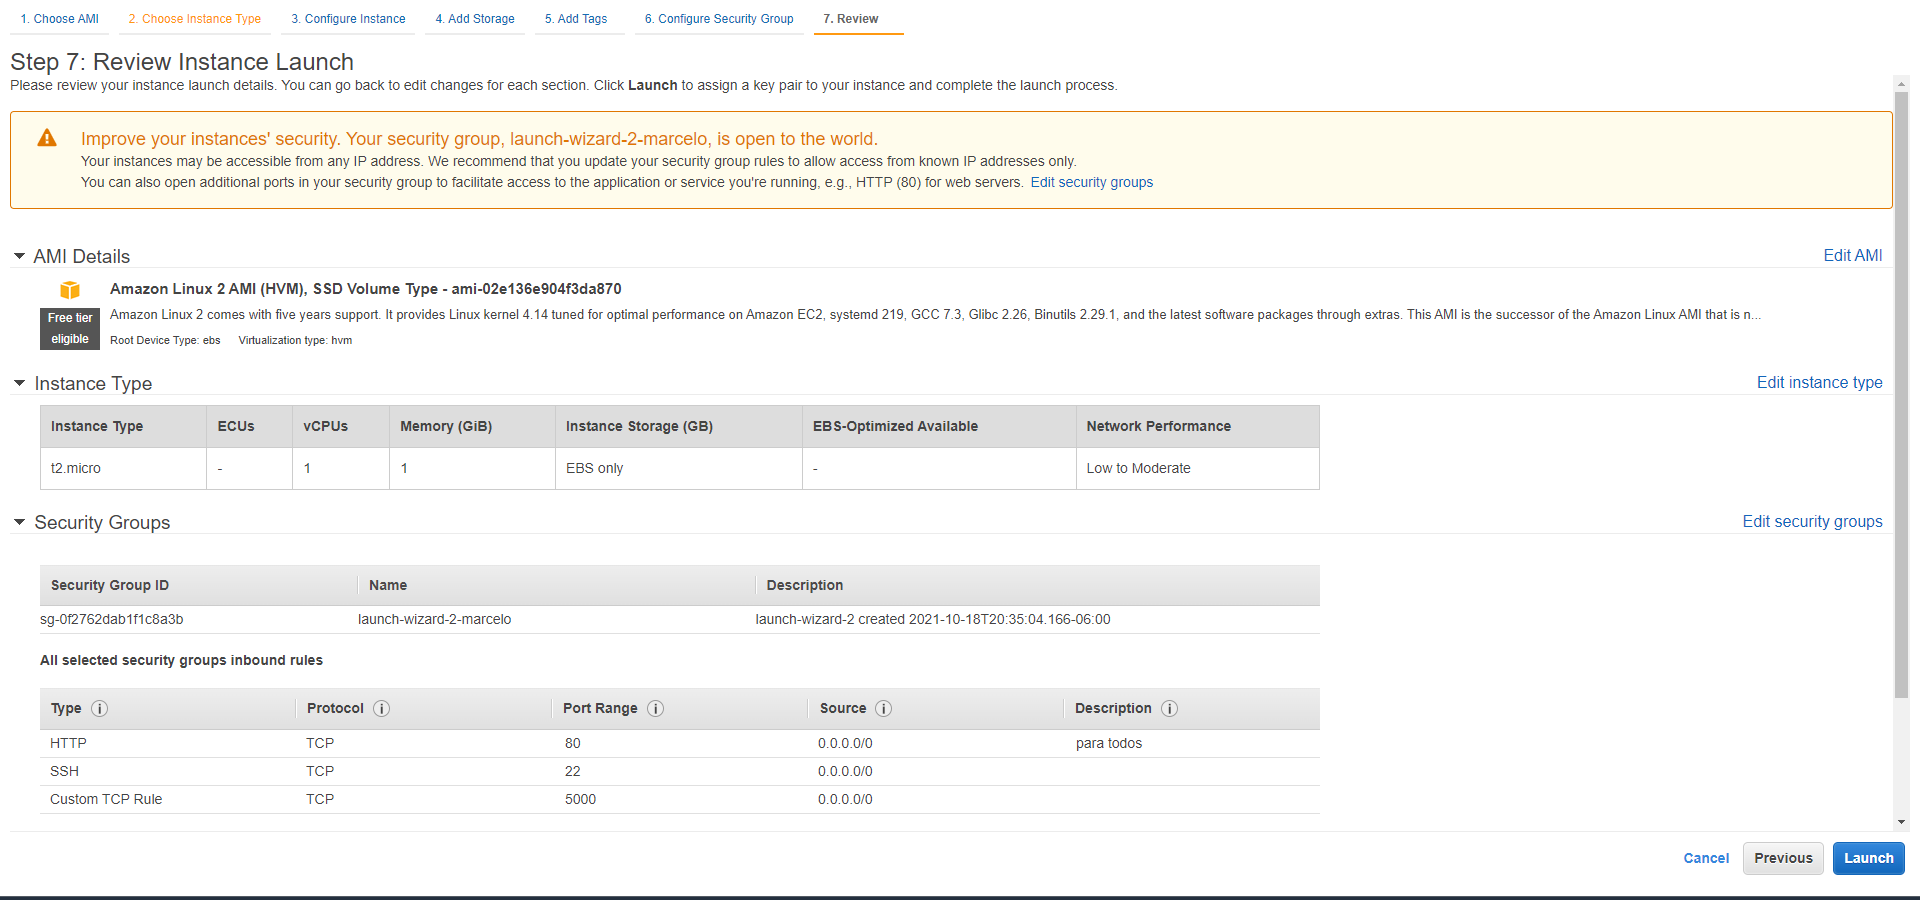 1. Choose AMI 2. Choose Instance Type 3. Configure Instance 4. Add Storage 5. Add Tags 6. Configure Security Group 7. Review
Step 7: Review Instance Launch
Please review your instance launch details. You can go back to edit changes for each section. Click Launch to assign a key pair to your instance and complete the launch process.
Improve your instances' security. Your security group, launch-wizard-2-marcelo, is open to the world.
Your instances may be accessible from any IP address. We recommend that you update your security group rules to allow access from known IP addresses only.
You can also open additional ports in your security group to facilitate access to the application or service you're running, e.g., HTTP (80) for web servers. Edit security groups
AMI Details Edit AMI
Amazon Linux 2 AMI (HVM), SSD Volume Type - ami-02e136e904f3da870
Free tier eligible
Amazon Linux 2 comes with five years support. It provides Linux kernel 4.14 tuned for optimal performance on Amazon EC2, systemd 219, GCC 7.3, Glibc 2.26, Binutils 2.29.1, and the latest software packages through extras. This AMI is the successor of the Amazon Linux AMI that is n...
Root Device Type: ebs Virtualization type: hvm
Instance Type Edit instance type
Instance Type ECUs vCPUs Memory (GiB) Instance Storage (GB) EBS-Optimized Available Network Performance
t2.micro - 1 1 EBS only - Low to Moderate
Security Groups Edit security groups
Security Group ID Name Description
sg-0f2762dab1f1c8a3b launch-wizard-2-marcelo launch-wizard-2 created 2021-10-18T20:35:04.166-06:00
All selected security groups inbound rules
Type Protocol Port Range Source Description
HTTP TCP 80 0.0.0.0/0 para todos
SSH TCP 22 0.0.0.0/0
Custom TCP Rule TCP 5000 0.0.0.0/0
Cancel Previous Launch